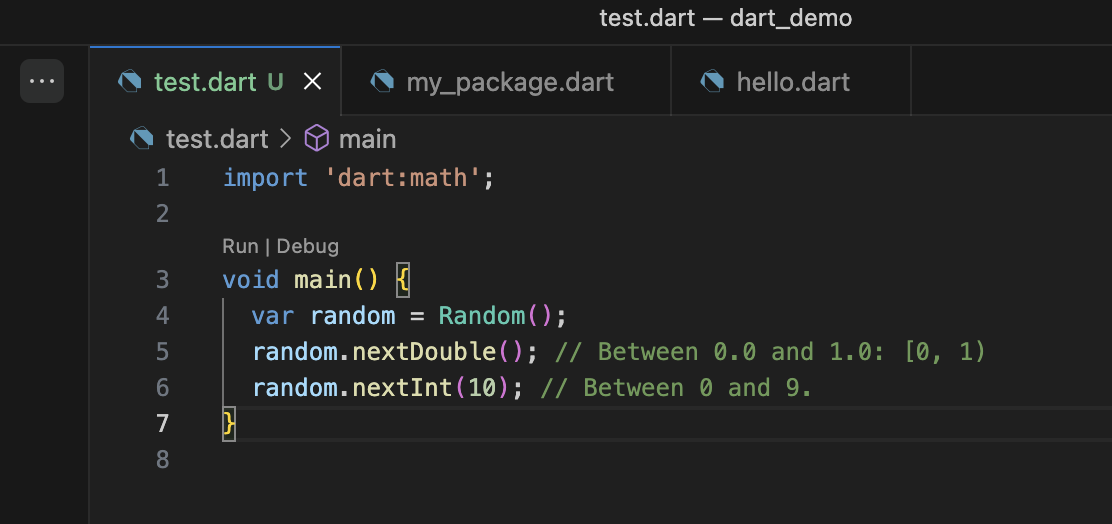 test.dart — dart_demo
test.dart U my_package.dart hello.dart
test.dart > main
1 import 'dart:math';
2
Run | Debug
3 void main() {
4   var random = Random();
5   random.nextDouble(); // Between 0.0 and 1.0: [0, 1)
6   random.nextInt(10); // Between 0 and 9.
7 }
8